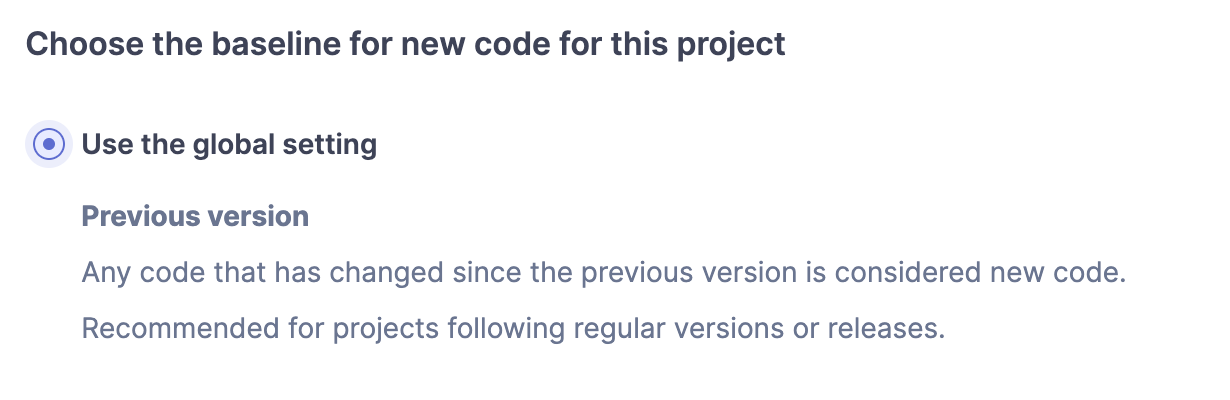 Choose the baseline for new code for this project
Use the global setting
Previous version
Any code that has changed since the previous version is considered new code.
Recommended for projects following regular versions or releases.